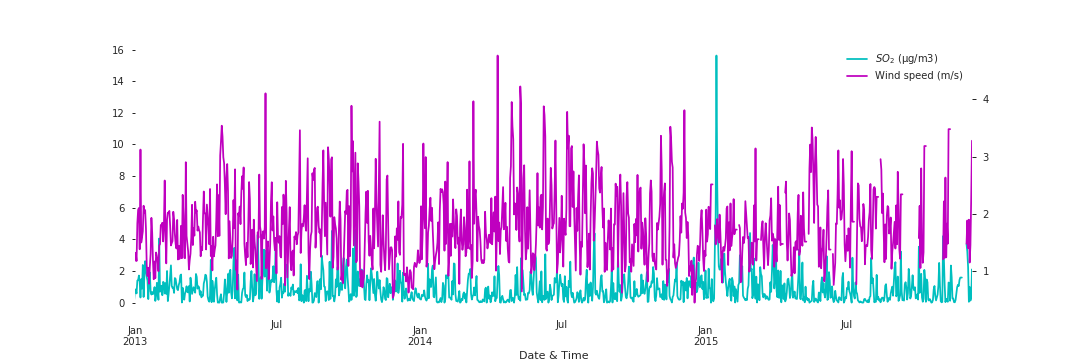 16
14
12
10
8
6
4
2
0
SO₂ (µg/m3)
Wind speed (m/s)
4
3
2
1
Jan
2013
Jul
Jan
2014
Jul
Jan
2015
Jul
Date & Time